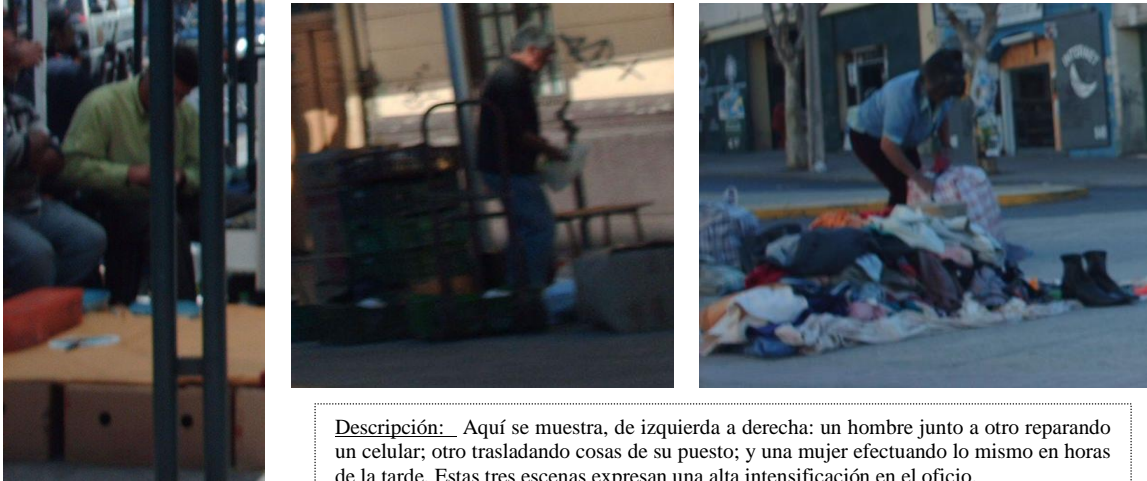 INTERNET
Descripción: Aquí se muestra, de izquierda a derecha: un hombre junto a otro reparando
un celular; otro trasladando cosas de su puesto; y una mujer efectuando lo mismo en horas
de la tarde. Estas tres escenas expresan una alta intensificación en el oficio